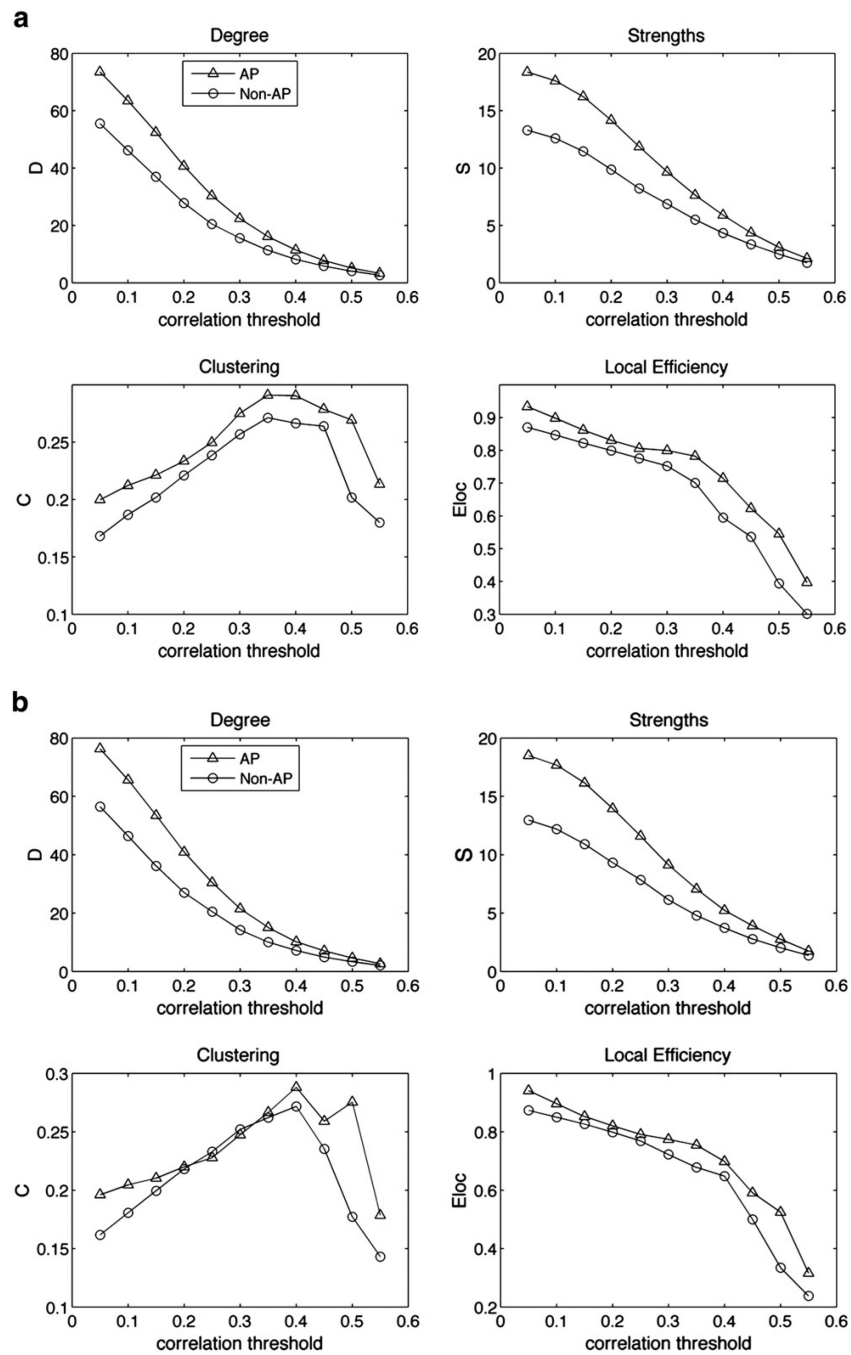 a
Degree
80
60
40
20
0
D
AP
Non-AP
0 0.1 0.2 0.3 0.4 0.5 0.6
correlation threshold
Strengths
20
15
10
5
0
S
0 0.1 0.2 0.3 0.4 0.5 0.6
correlation threshold
Clustering
0.25
0.2
0.15
0.1
C
0 0.1 0.2 0.3 0.4 0.5 0.6
correlation threshold
Local Efficiency
0.9
0.8
0.7
0.6
0.5
0.4
0.3
Eloc
0 0.1 0.2 0.3 0.4 0.5 0.6
correlation threshold
b
Degree
80
60
40
20
0
D
AP
Non-AP
0 0.1 0.2 0.3 0.4 0.5 0.6
correlation threshold
Strengths
20
15
10
5
0
S
0 0.1 0.2 0.3 0.4 0.5 0.6
correlation threshold
Clustering
0.3
0.25
0.2
0.15
0.1
C
0 0.1 0.2 0.3 0.4 0.5 0.6
correlation threshold
Local Efficiency
1
0.8
0.6
0.4
0.2
Eloc
0 0.1 0.2 0.3 0.4 0.5 0.6
correlation threshold